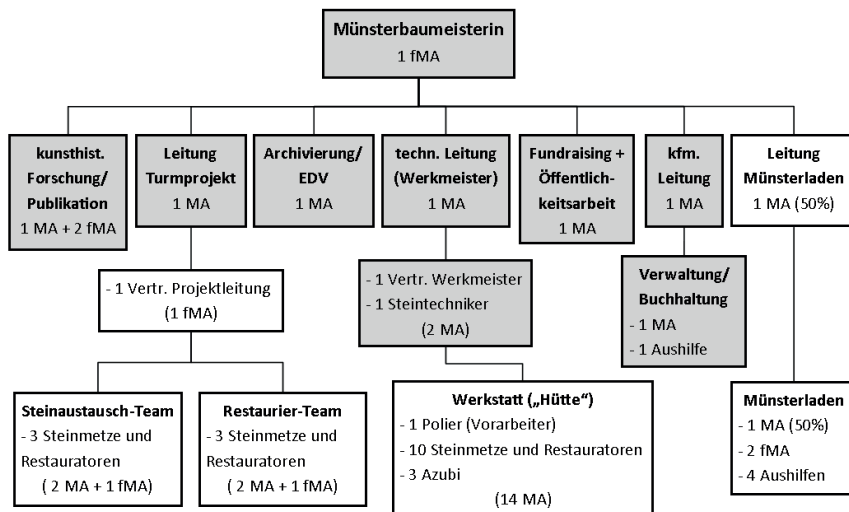 Münsterbaumeisterin
1 fMA
kunsthist.
Forschung/
Publikation
1 MA + 2 fMA
Leitung
Turmprojekt
1 MA
Archivierung/
EDV
1 MA
techn. Leitung
(Werkmeister)
1 MA
Fundraising +
Öffentlich-
keitsarbeit
1 MA
kfm.
Leitung
1 MA
Leitung
Münsterladen
1 MA (50%)
- 1 Vertr. Projektleitung
(1 fMA)
- 1 Vertr. Werkmeister
- 1 Steintechniker
(2 MA)
Verwaltung/
Buchhaltung
- 1 MA
- 1 Aushilfe
Steinaustausch-Team
- 3 Steinmetze und
Restauratoren
( 2 MA + 1 fMA)
Restaurier-Team
- 3 Steinmetze und
Restauratoren
( 2 MA + 1 fMA)
Werkstatt („Hütte“)
- 1 Polier (Vorarbeiter)
- 10 Steinmetze und Restauratoren
- 3 Azubi
(14 MA)
Münsterladen
- 1 MA (50%)
- 2 fMA
- 4 Aushilfen